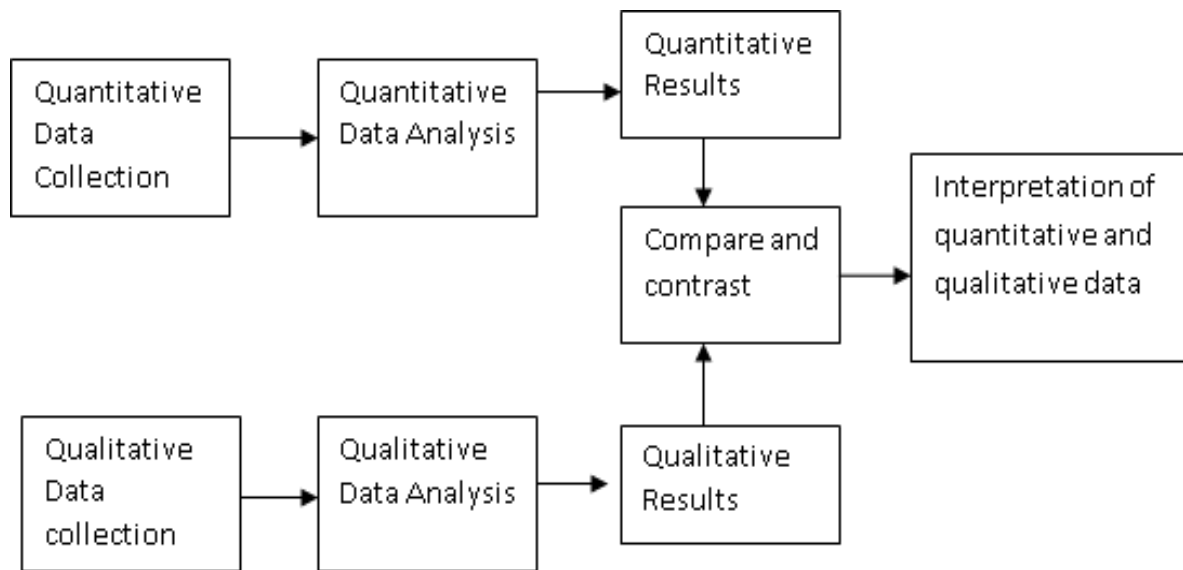 Quantitative
Data
Collection
Quantitative
Data Analysis
Quantitative
Results
Compare and
contrast
Interpretation of
quantitative and
qualitative data
Qualitative
Data
collection
Qualitative
Data Analysis
Qualitative
Results